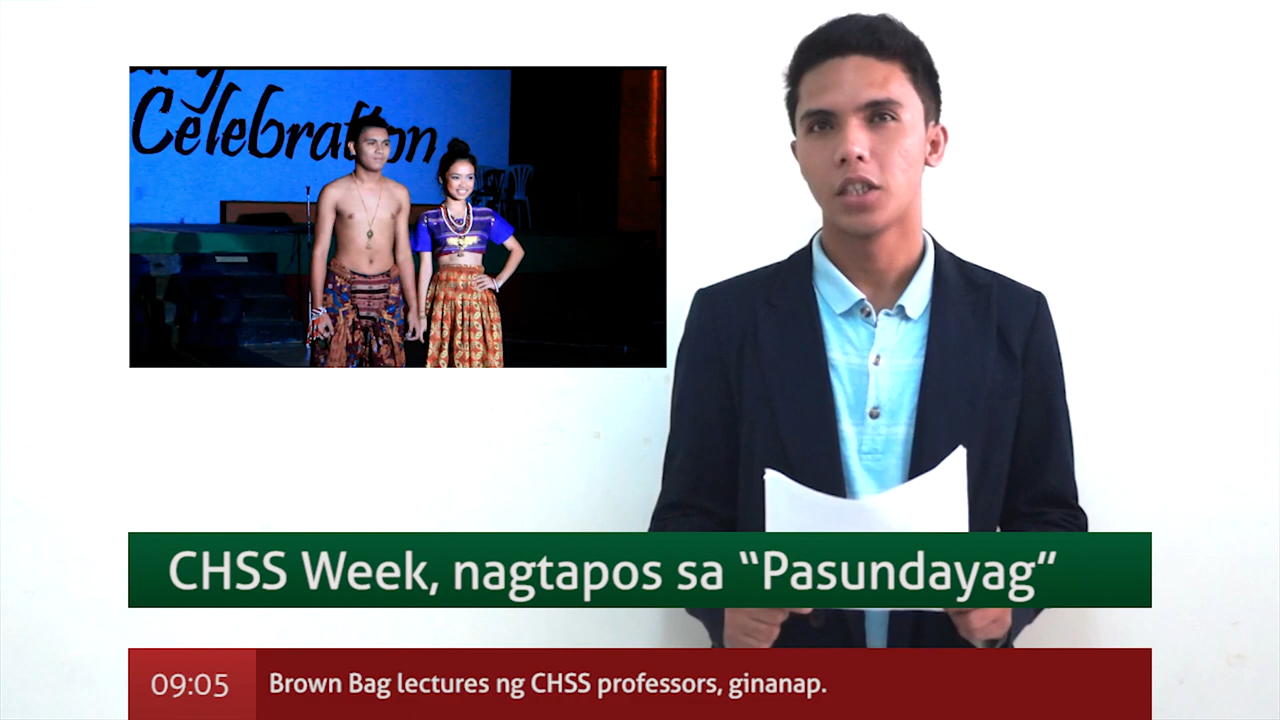 Celebration
CHSS Week, nagtapos sa “Pasundayag“
09:05 Brown Bag lectures ng CHSS professors, ginanap.